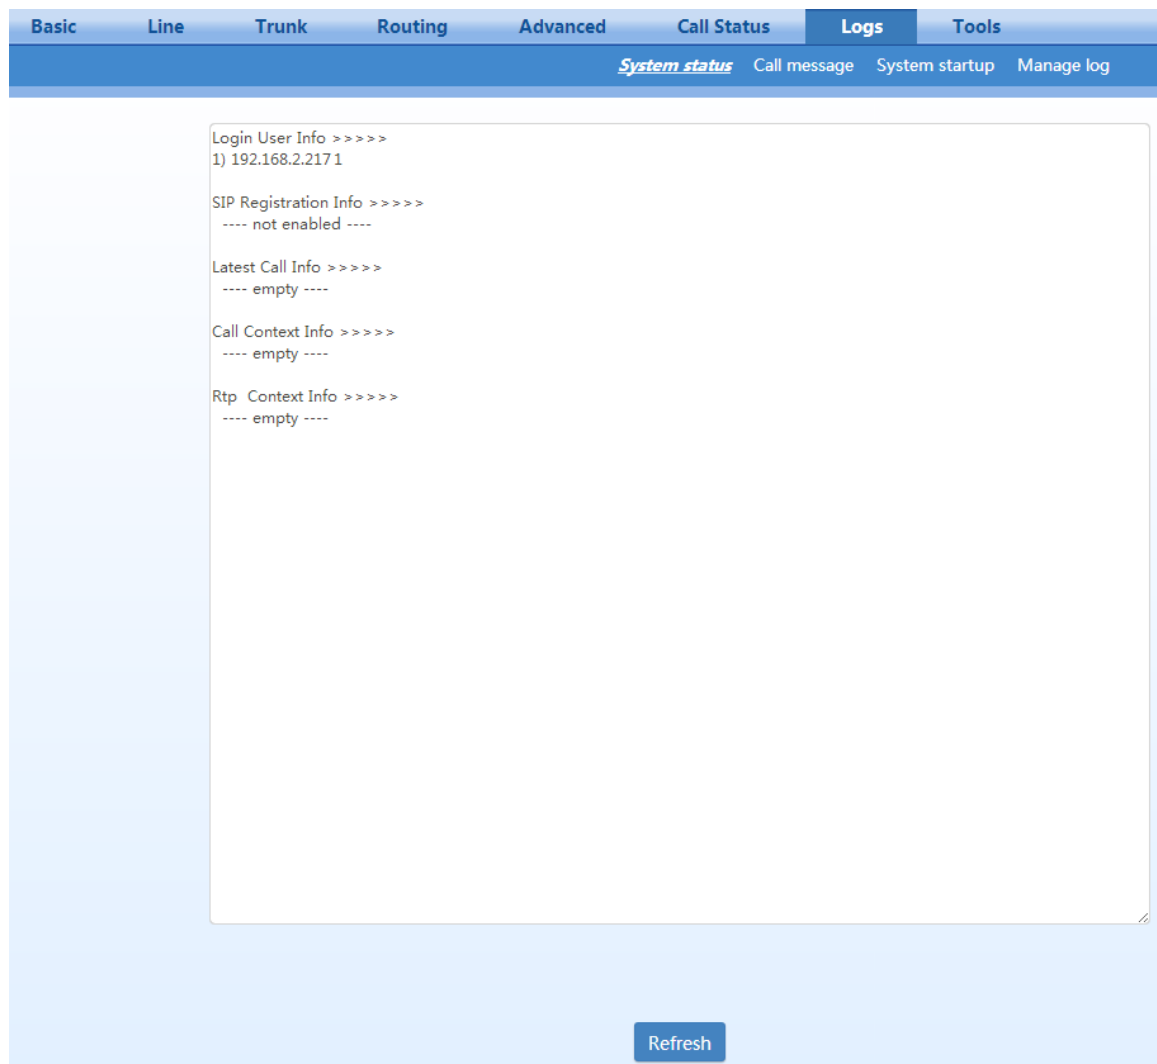 Basic Line Trunk Routing Advanced Call Status Logs Tools
System status Call message System startup Manage log
Login User Info >>>>>
1) 192.168.2.217 1
SIP Registration Info >>>>>
---- not enabled ----
Latest Call Info >>>>>
---- empty ----
Call Context Info >>>>>
---- empty ----
Rtp  Context Info >>>>>
---- empty ----
Refresh